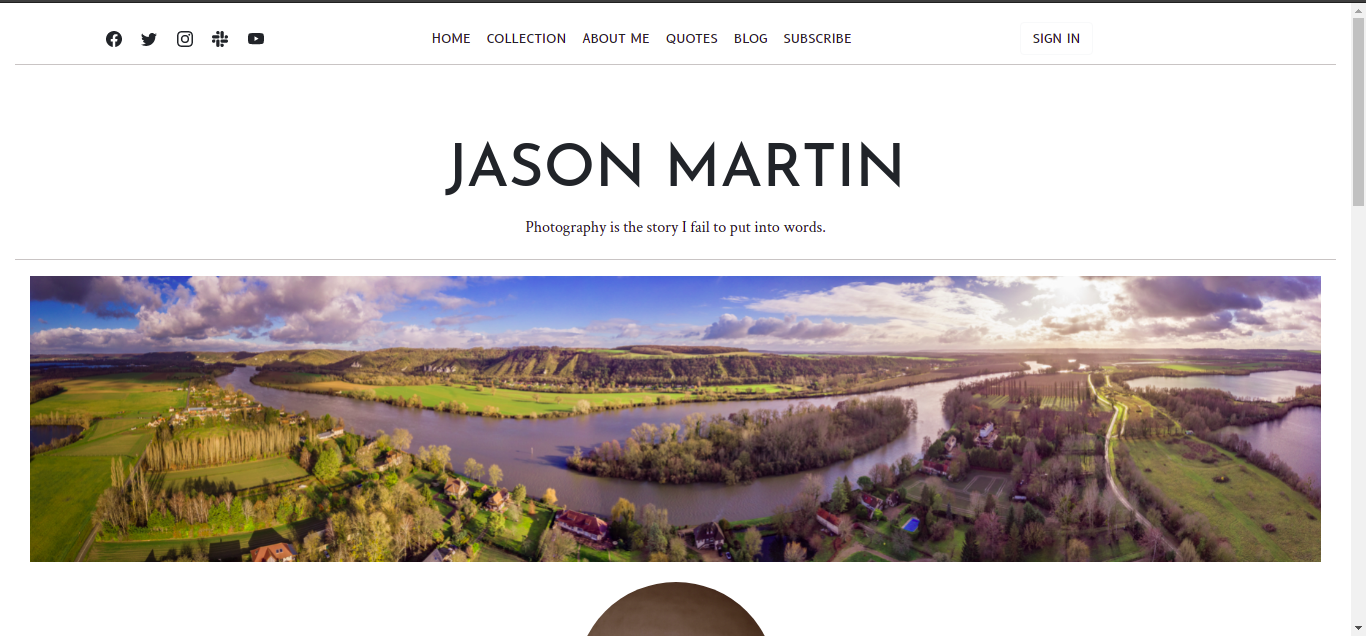 HOME COLLECTION ABOUT ME QUOTES BLOG SUBSCRIBE SIGN IN
JASON MARTIN
Photography is the story I fail to put into words.